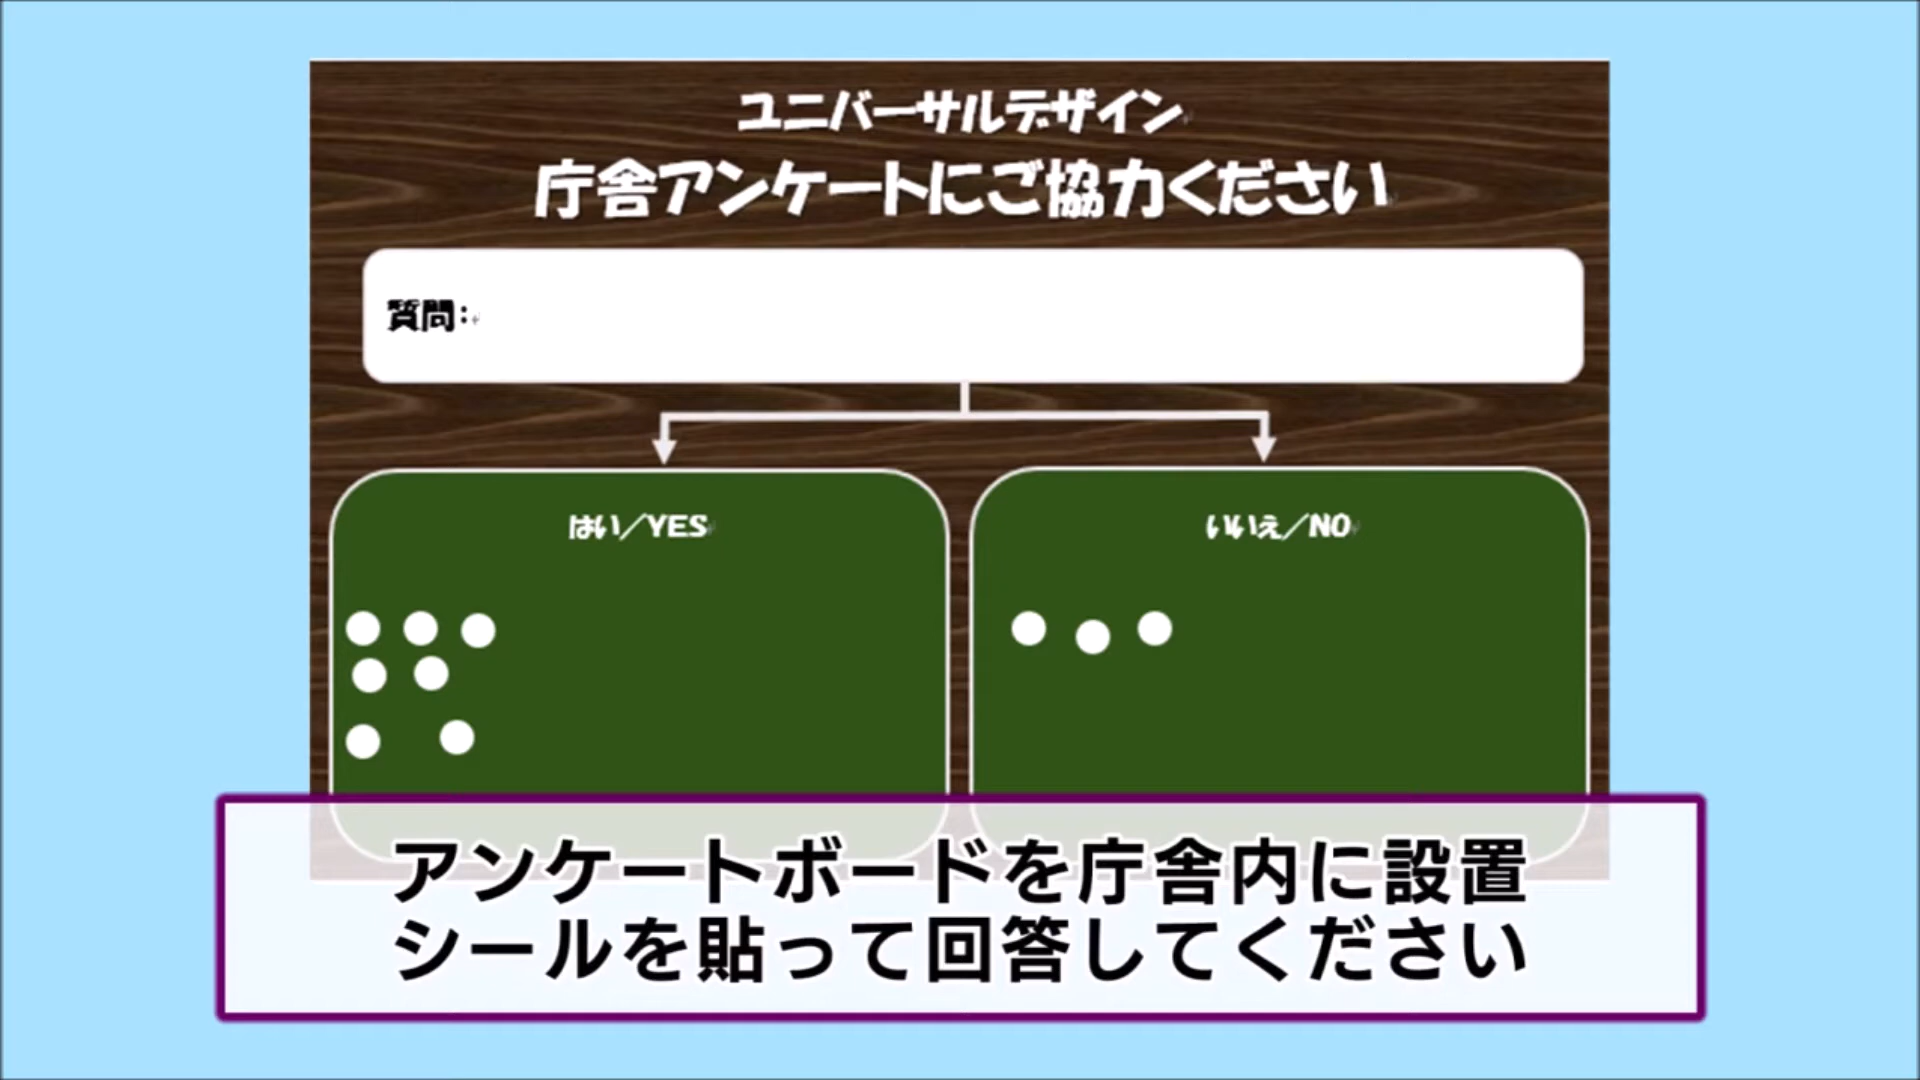 ユニバーサルデザイン
庁舎アンケートにご協力ください
質問:
はい／YES
いいえ／NO
アンケートボードを庁舎内に設置
シールを貼って回答してください